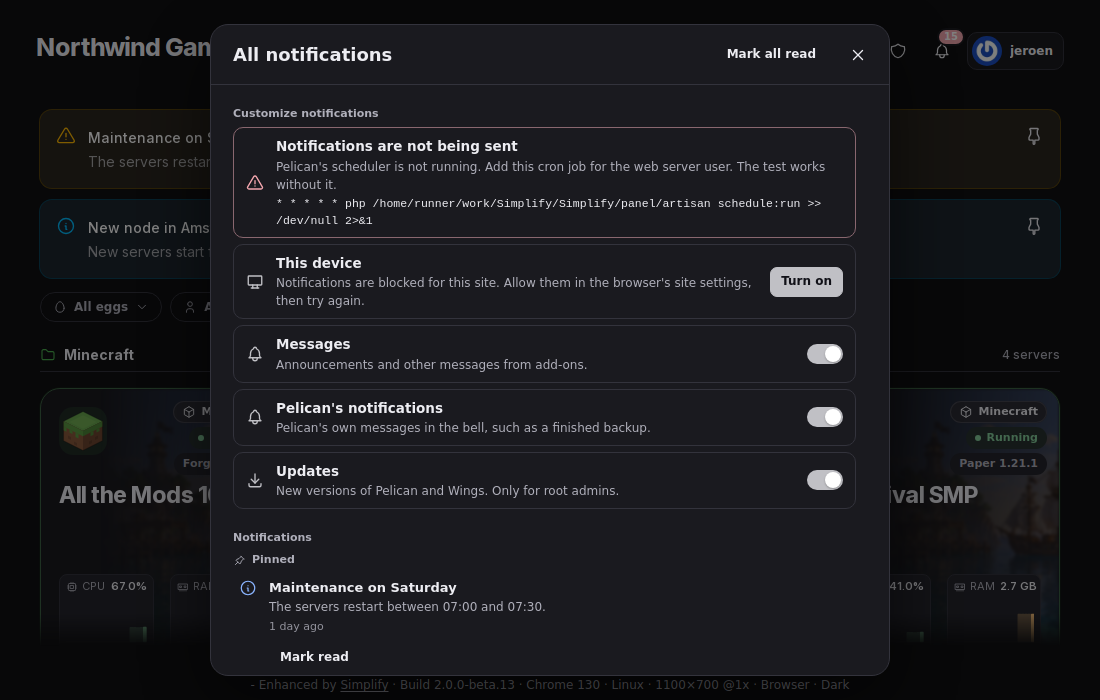 Northwind Gam
All notifications
Mark all read
15
jeroen
Customize notifications
Maintenance on S
The servers restar
Notifications are not being sent
Pelican's scheduler is not running. Add this cron job for the web server user. The test works
without it.
* * * * * php /home/runner/work/Simplify/Simplify/panel/artisan schedule:run >>
/dev/null 2>&1
New node in Ams
New servers start
This device
Notifications are blocked for this site. Allow them in the browser's site settings,
then try again.
Turn on
All eggs
Messages
Announcements and other messages from add-ons.
Minecraft
4 servers
Pelican's notifications
Pelican's own messages in the bell, such as a finished backup.
Minecraft
Running
Forg
Paper 1.21.1
Updates
New versions of Pelican and Wings. Only for root admins.
All the Mods 10
ival SMP
Notifications
Pinned
CPU 67.0%
RAM
41.0%
RAM 2.7 GB
Maintenance on Saturday
The servers restart between 07:00 and 07:30.
1 day ago
Mark read
- Enhanced by Simplify · Build 2.0.0-beta.13 · Chrome 130 · Linux · 1100×700 @1x · Browser · Dark